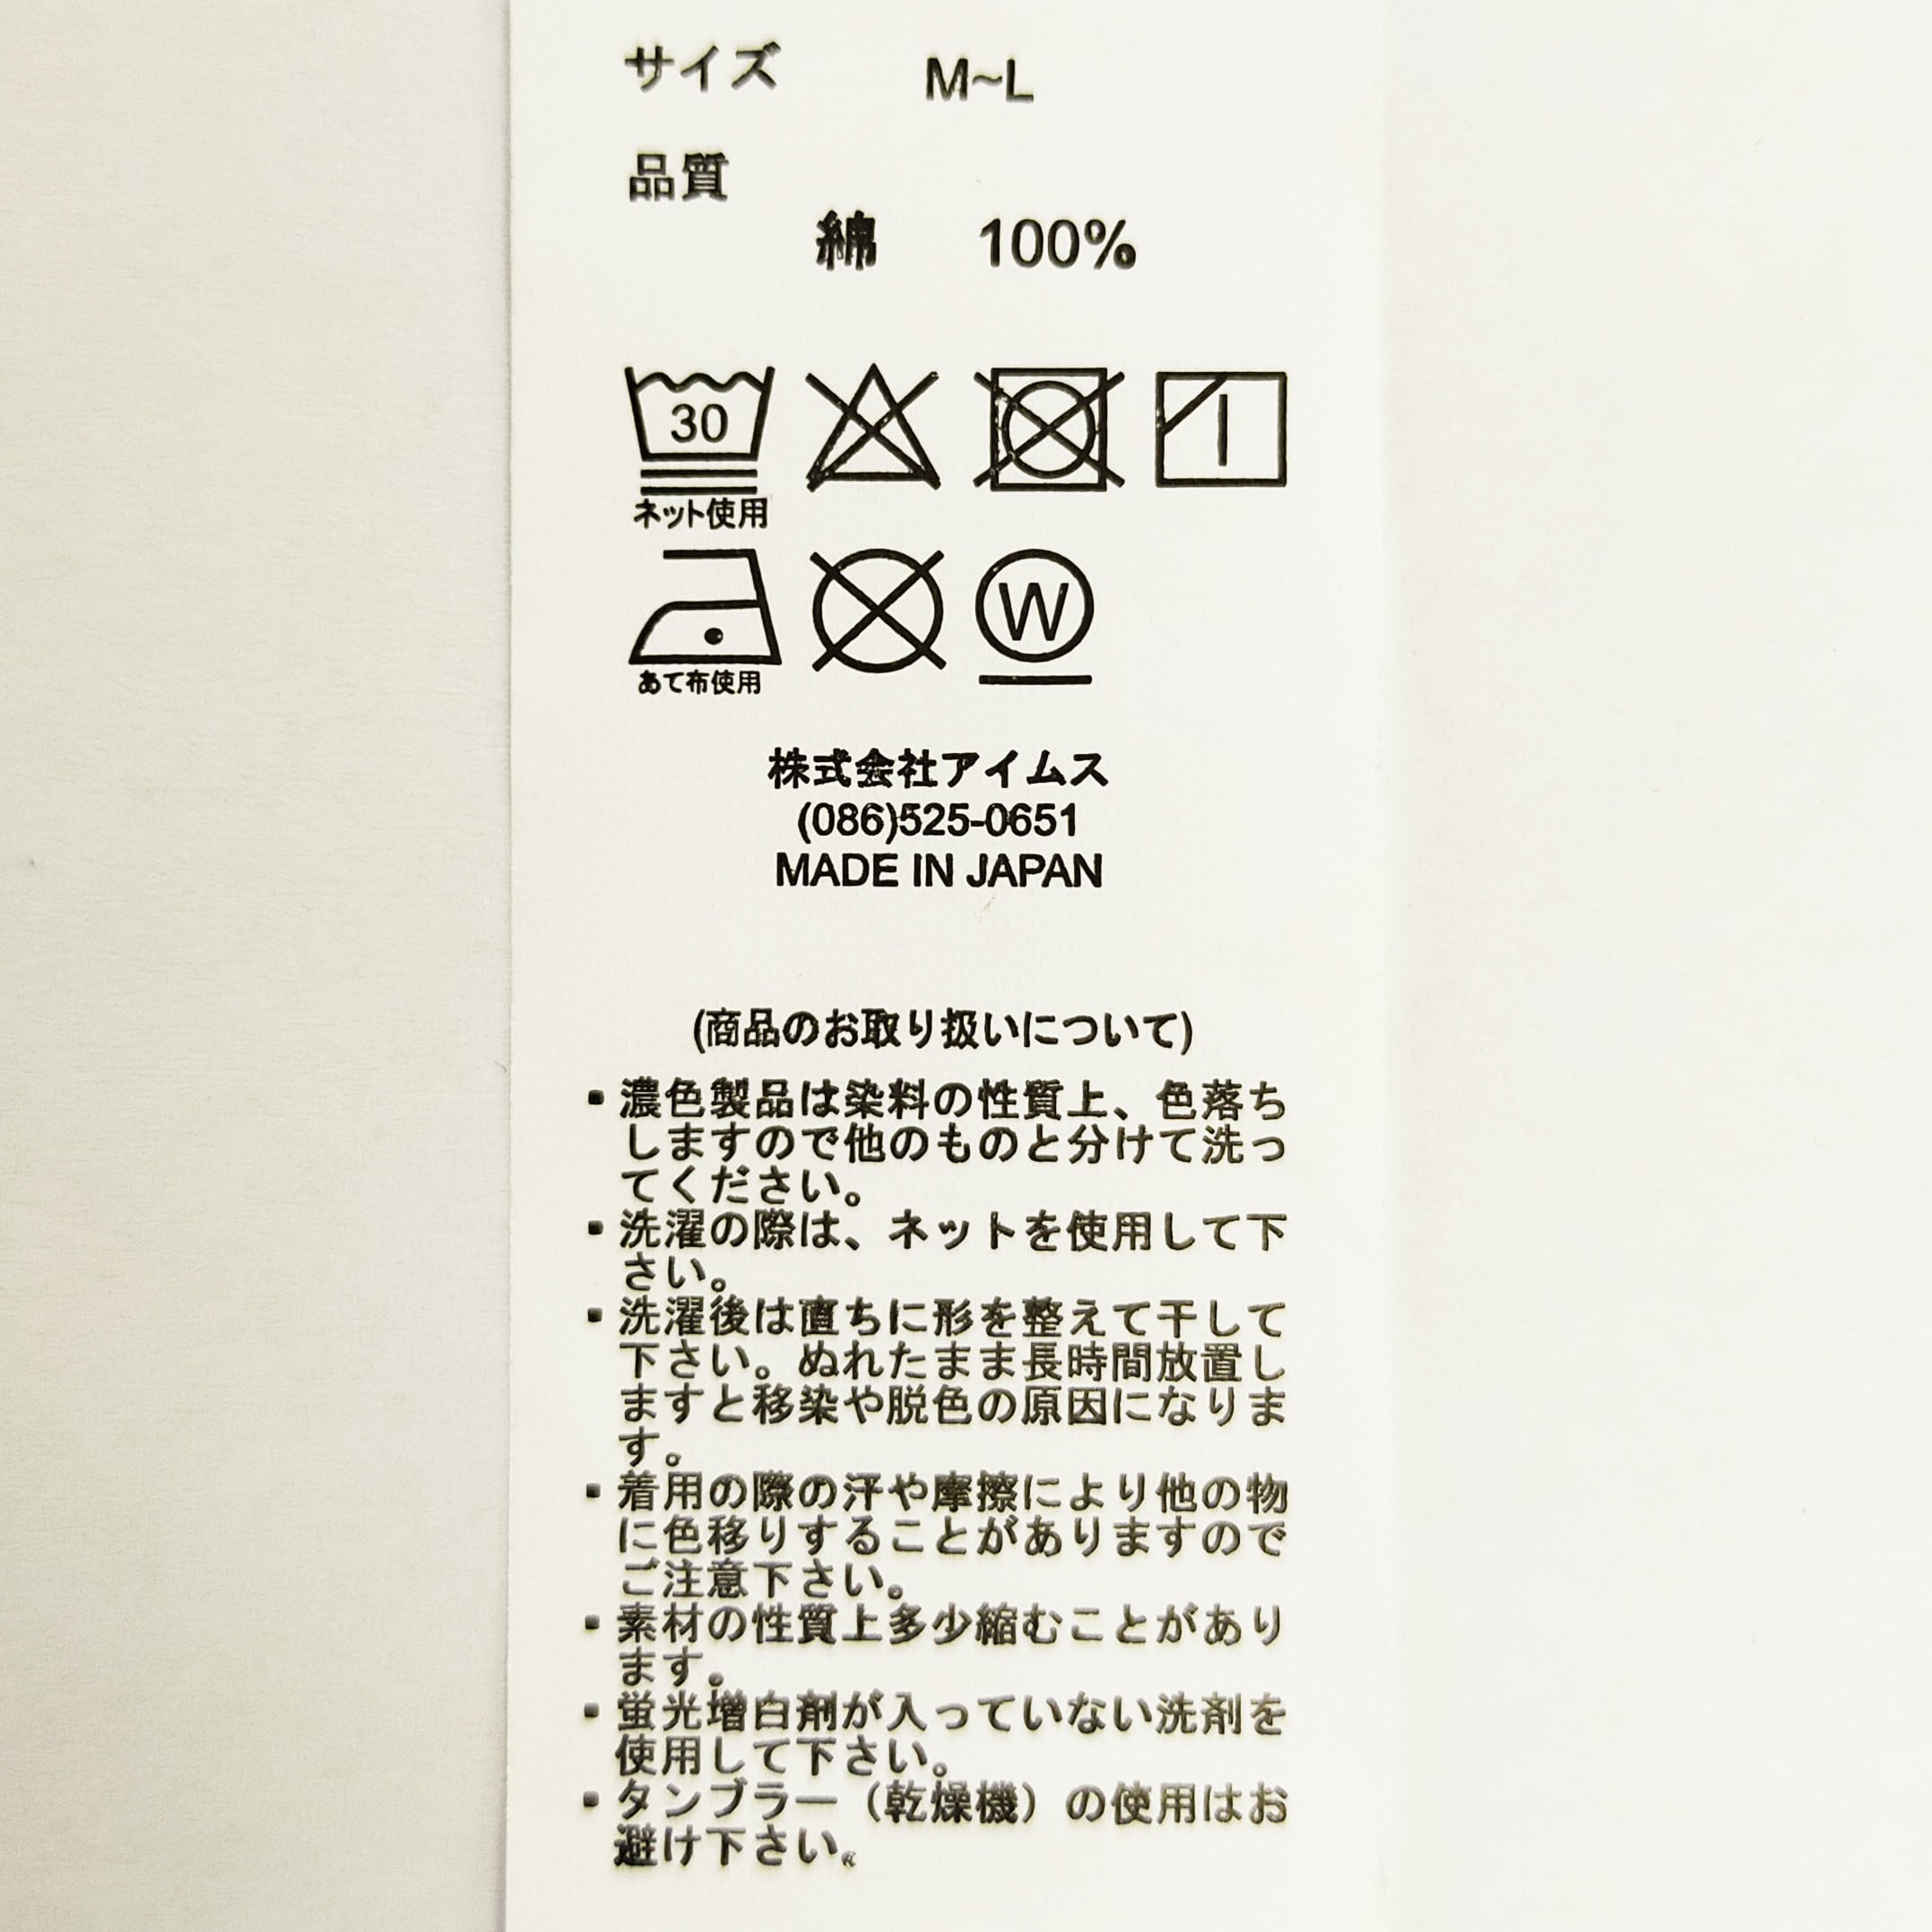 サイズ M~L
品質
綿 100%
30
ネット使用
あて布使用
W
株式会社アイムス
(086)525-0651
MADE IN JAPAN
(商品のお取り扱いについて)
・濃色製品は染料の性質上、色落ち
しますので他のものと分けて洗っ
てください。
・洗濯の際は、ネットを使用して下
さい。
・洗濯後は直ちに形を整えて干して
下さい。ぬれたまま長時間放置し
ますと移染や脱色の原因になりま
す。
・着用の際の汗や摩擦により他の物
に色移りすることがありますので
ご注意下さい。
・素材の性質上多少縮むことがあり
ます。
・蛍光増白剤が入っていない洗剤を
使用して下さい。
・タンブラー（乾燥機）の使用はお
避け下さい。